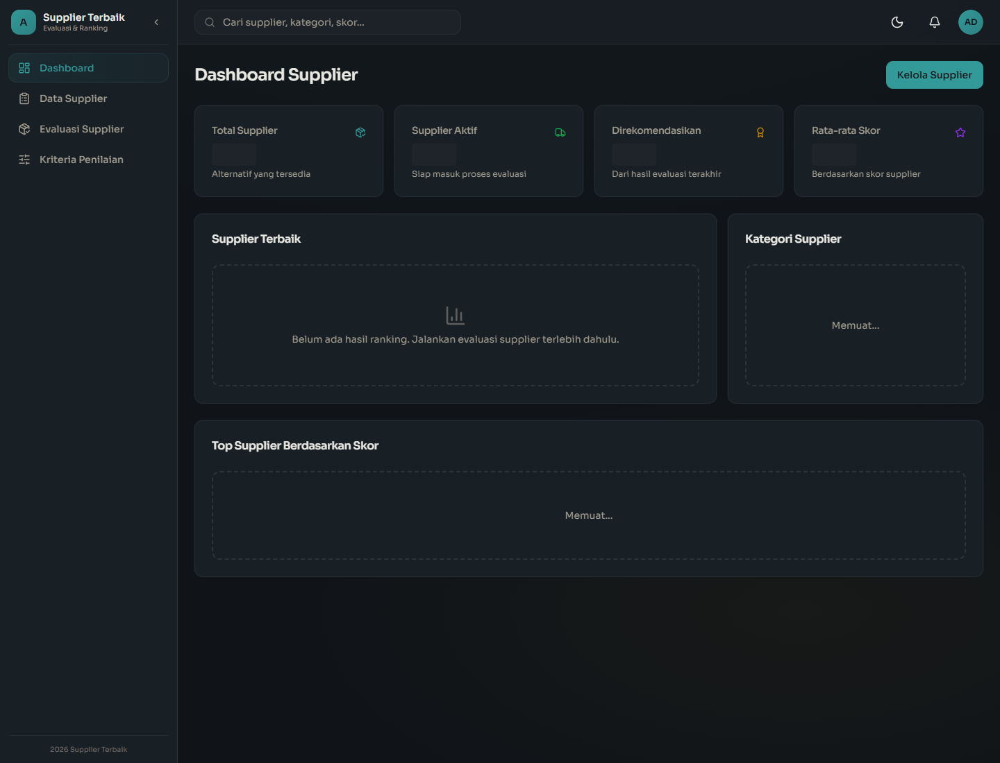 A
Supplier Terbaik
Evaluasi & Ranking
Cari supplier, kategori, skor...
AD
Dashboard
Data Supplier
Evaluasi Supplier
Kriteria Penilaian
Dashboard Supplier
Kelola Supplier
Total Supplier
Alternatif yang tersedia
Supplier Aktif
Siap masuk proses evaluasi
Direkomendasikan
Dari hasil evaluasi terakhir
Rata-rata Skor
Berdasarkan skor supplier
Supplier Terbaik
Belum ada hasil ranking. Jalankan evaluasi supplier terlebih dahulu.
Kategori Supplier
Memuat...
Top Supplier Berdasarkan Skor
Memuat...
2026 Supplier Terbaik